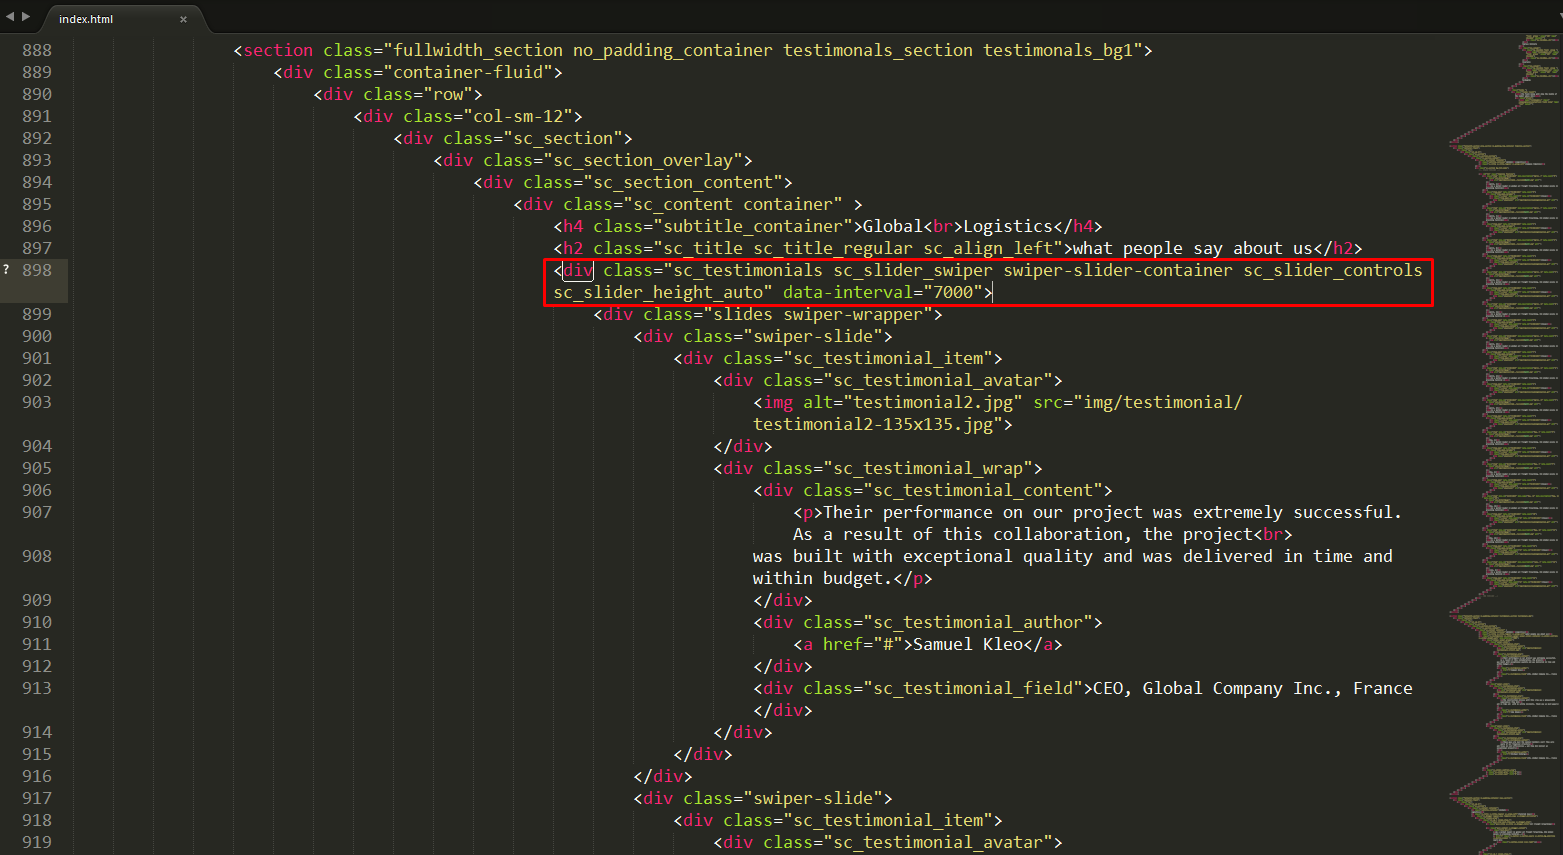 index.html ×
888 <section class="fullwidth_section no_padding_container testimonals_section testimonals_bg1">
889 <div class="container-fluid">
890 <div class="row">
891 <div class="col-sm-12">
892 <div class="sc_section">
893 <div class="sc_section_overlay">
894 <div class="sc_section_content">
895 <div class="sc_content container" >
896 <h4 class="subtitle_container">Global<br>Logistics</h4>
897 <h2 class="sc_title sc_title_regular sc_align_left">what people say about us</h2>
? 898 <div class="sc_testimonials sc_slider_swiper swiper-slider-container sc_slider_controls
sc_slider_height_auto" data-interval="7000">
899 <div class="slides swiper-wrapper">
900 <div class="swiper-slide">
901 <div class="sc_testimonial_item">
902 <div class="sc_testimonial_avatar">
903 <img alt="testimonial2.jpg" src="img/testimonial/
testimonial2-135x135.jpg">
904 </div>
905 <div class="sc_testimonial_wrap">
906 <div class="sc_testimonial_content">
907 <p>Their performance on our project was extremely successful.
As a result of this collaboration, the project<br>
908 was built with exceptional quality and was delivered in time and
within budget.</p>
909 </div>
910 <div class="sc_testimonial_author">
911 <a href="#">Samuel Kleo</a>
912 </div>
913 <div class="sc_testimonial_field">CEO, Global Company Inc., France
</div>
914 </div>
915 </div>
916 </div>
917 <div class="swiper-slide">
918 <div class="sc_testimonial_item">
919 <div class="sc_testimonial_avatar">